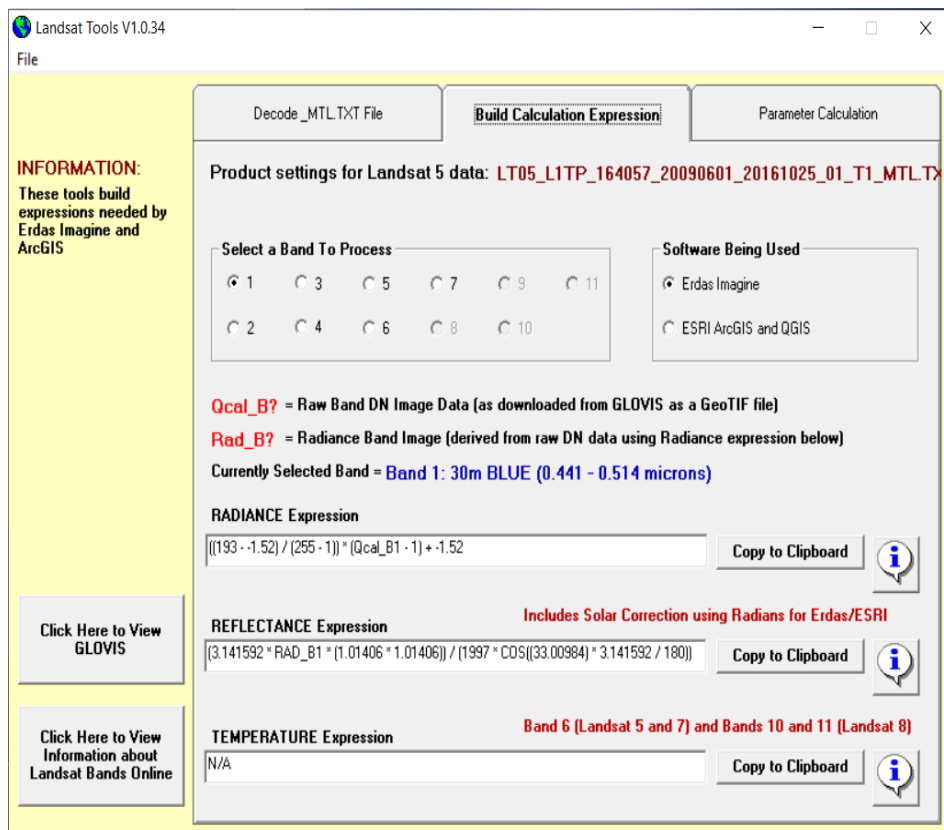 Landsat Tools V1.0.34
File
Decode _MTL.TXT File
Build Calculation Expression
Parameter Calculation
INFORMATION:
These tools build
expressions needed by
Erdas Imagine and
ArcGIS
Product settings for Landsat 5 data: LT05_L1TP_164057_20090601_20161025_01_T1_MTL.TX
Select a Band To Process
1 3 5 7 9 11
2 4 6 8 10
Software Being Used
Erdas Imagine
ESRI ArcGIS and QGIS
Qcal_B? = Raw Band DN Image Data (as downloaded from GLOVIS as a GeoTIF file)
Rad_B? = Radiance Band Image (derived from raw DN data using Radiance expression below)
Currently Selected Band = Band 1: 30m BLUE (0.441 - 0.514 microns)
RADIANCE Expression
((193 - -1.52) / (255 - 1)) * (Qcal_B1 - 1) + -1.52
Copy to Clipboard
i
Includes Solar Correction using Radians for Erdas/ESRI
REFLECTANCE Expression
(3.141592 * RAD_B1 * (1.01406 * 1.01406)) / (1997 * COS((33.00984) * 3.141592 / 180))
Copy to Clipboard
i
Band 6 (Landsat 5 and 7) and Bands 10 and 11 (Landsat 8)
TEMPERATURE Expression
N/A
Copy to Clipboard
i
Click Here to View
GLOVIS
Click Here to View
Information about
Landsat Bands Online